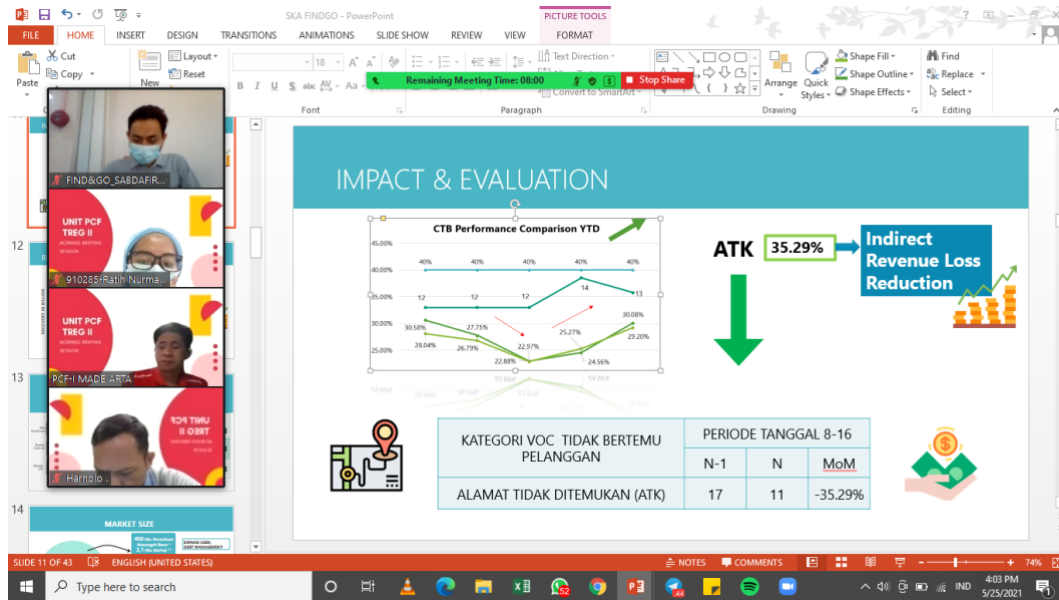 SKA FINDGO - PowerPoint
PICTURE TOOLS
FILE HOME INSERT DESIGN TRANSITIONS ANIMATIONS SLIDE SHOW REVIEW VIEW FORMAT
Cut
Copy
Paste
New
Layout
Reset
18
Text Direction
Convert to SmartArt
Remaining Meeting Time: 08:00
Stop Share
Arrange
Quick
Styles
Shape Fill
Shape Outline
Shape Effects
Find
Replace
Select
Font
Paragraph
Drawing
Editing
FIND&GO_SABDAFIR...
UNIT PCF
TREG II
910285-Ratih Nurma...
UNIT PCF
TREG II
PCF-I MADE ARTA
UNIT PCF
TREG II
Harnolo
12
13
14
MARKET SIZE
IMPACT & EVALUATION
CTB Performance Comparison YTD
45.00%
40.00%
35.00%
30.00%
25.00%
40% 40% 40% 40% 40%
12 12 12 14 13
30.58% 27.75% 22.97% 25.27% 30.08%
28.04% 26.79% 22.88% 24.56% 29.20%
ATK
35.29%
Indirect
Revenue Loss
Reduction
KATEGORI VOC TIDAK BERTEMU
PELANGGAN
PERIODE TANGGAL 8-16
N-1 N MoM
ALAMAT TIDAK DITEMUKAN (ATK) 17 11 -35.29%
SLIDE 11 OF 43
ENGLISH (UNITED STATES)
NOTES
COMMENTS
74%
Type here to search
52
44
IND
4:03 PM
5/25/2021
1